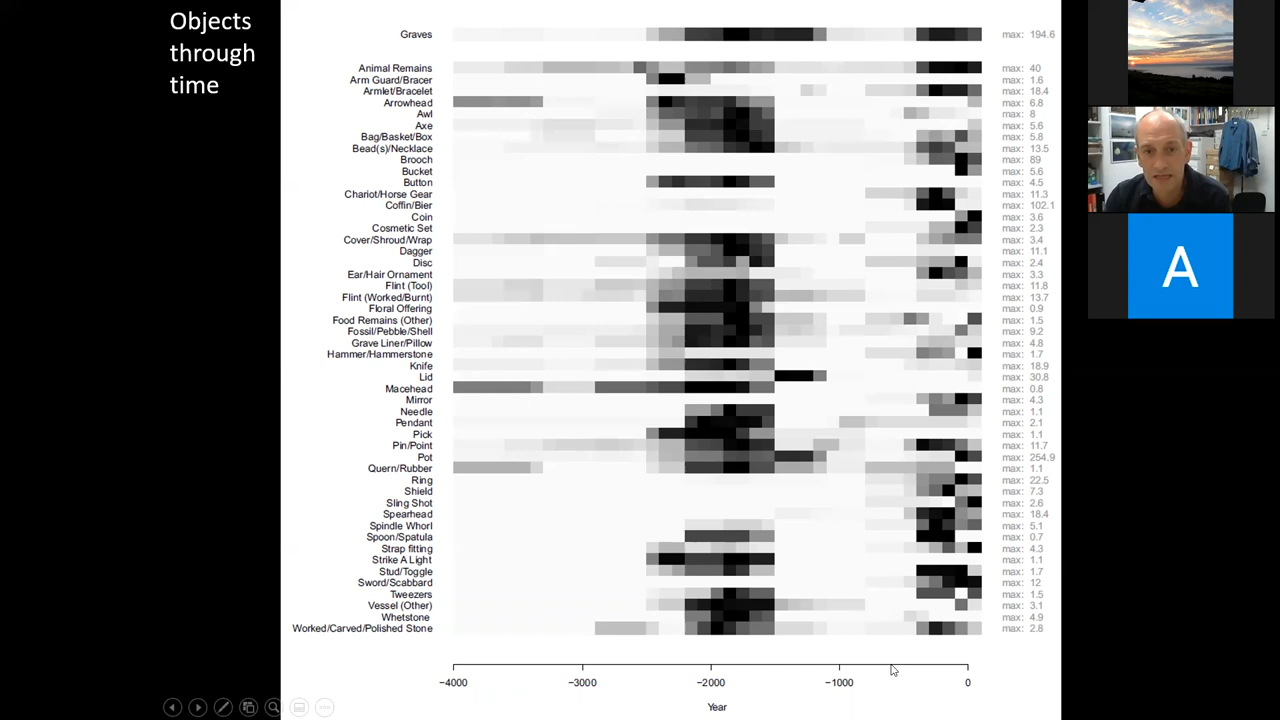 Objects
through
time
Graves max: 194.6
Animal Remains max: 40
Arm Guard/Bracer max: 1.6
Armlet/Bracelet max: 18.4
Arrowhead max: 6.8
Awl max: 8
Axe max: 5.6
Bag/Basket/Box max: 5.8
Bead(s)/Necklace max: 13.5
Brooch max: 89
Bucket max: 5.6
Button max: 4.5
Chariot/Horse Gear max: 11.3
Coffin/Bier max: 102.1
Coin max: 3.6
Cosmetic Set max: 2.3
Cover/Shroud/Wrap max: 3.4
Dagger max: 11.1
Disc max: 2.4
Ear/Hair Ornament max: 3.3
Flint (Tool) max: 11.8
Flint (Worked/Burnt) max: 13.7
Floral Offering max: 0.9
Food Remains (Other) max: 1.5
Fossil/Pebble/Shell max: 9.2
Grave Liner/Pillow max: 4.8
Hammer/Hammerstone max: 1.7
Knife max: 18.9
Lid max: 30.8
Macehead max: 0.8
Mirror max: 4.3
Needle max: 1.1
Pendant max: 2.1
Pick max: 1.1
Pin/Point max: 11.7
Pot max: 254.9
Quern/Rubber max: 1.1
Ring max: 22.5
Shield max: 7.3
Sling Shot max: 2.6
Spearhead max: 18.4
Spindle Whorl max: 5.1
Spoon/Spatula max: 0.7
Strap fitting max: 4.3
Strike A Light max: 1.1
Stud/Toggle max: 1.7
Sword/Scabbard max: 12
Tweezers max: 1.5
Vessel (Other) max: 3.1
Whetstone max: 4.9
Worked/Carved/Polished Stone max: 2.8
−4000 −3000 −2000 −1000 0
Year
A